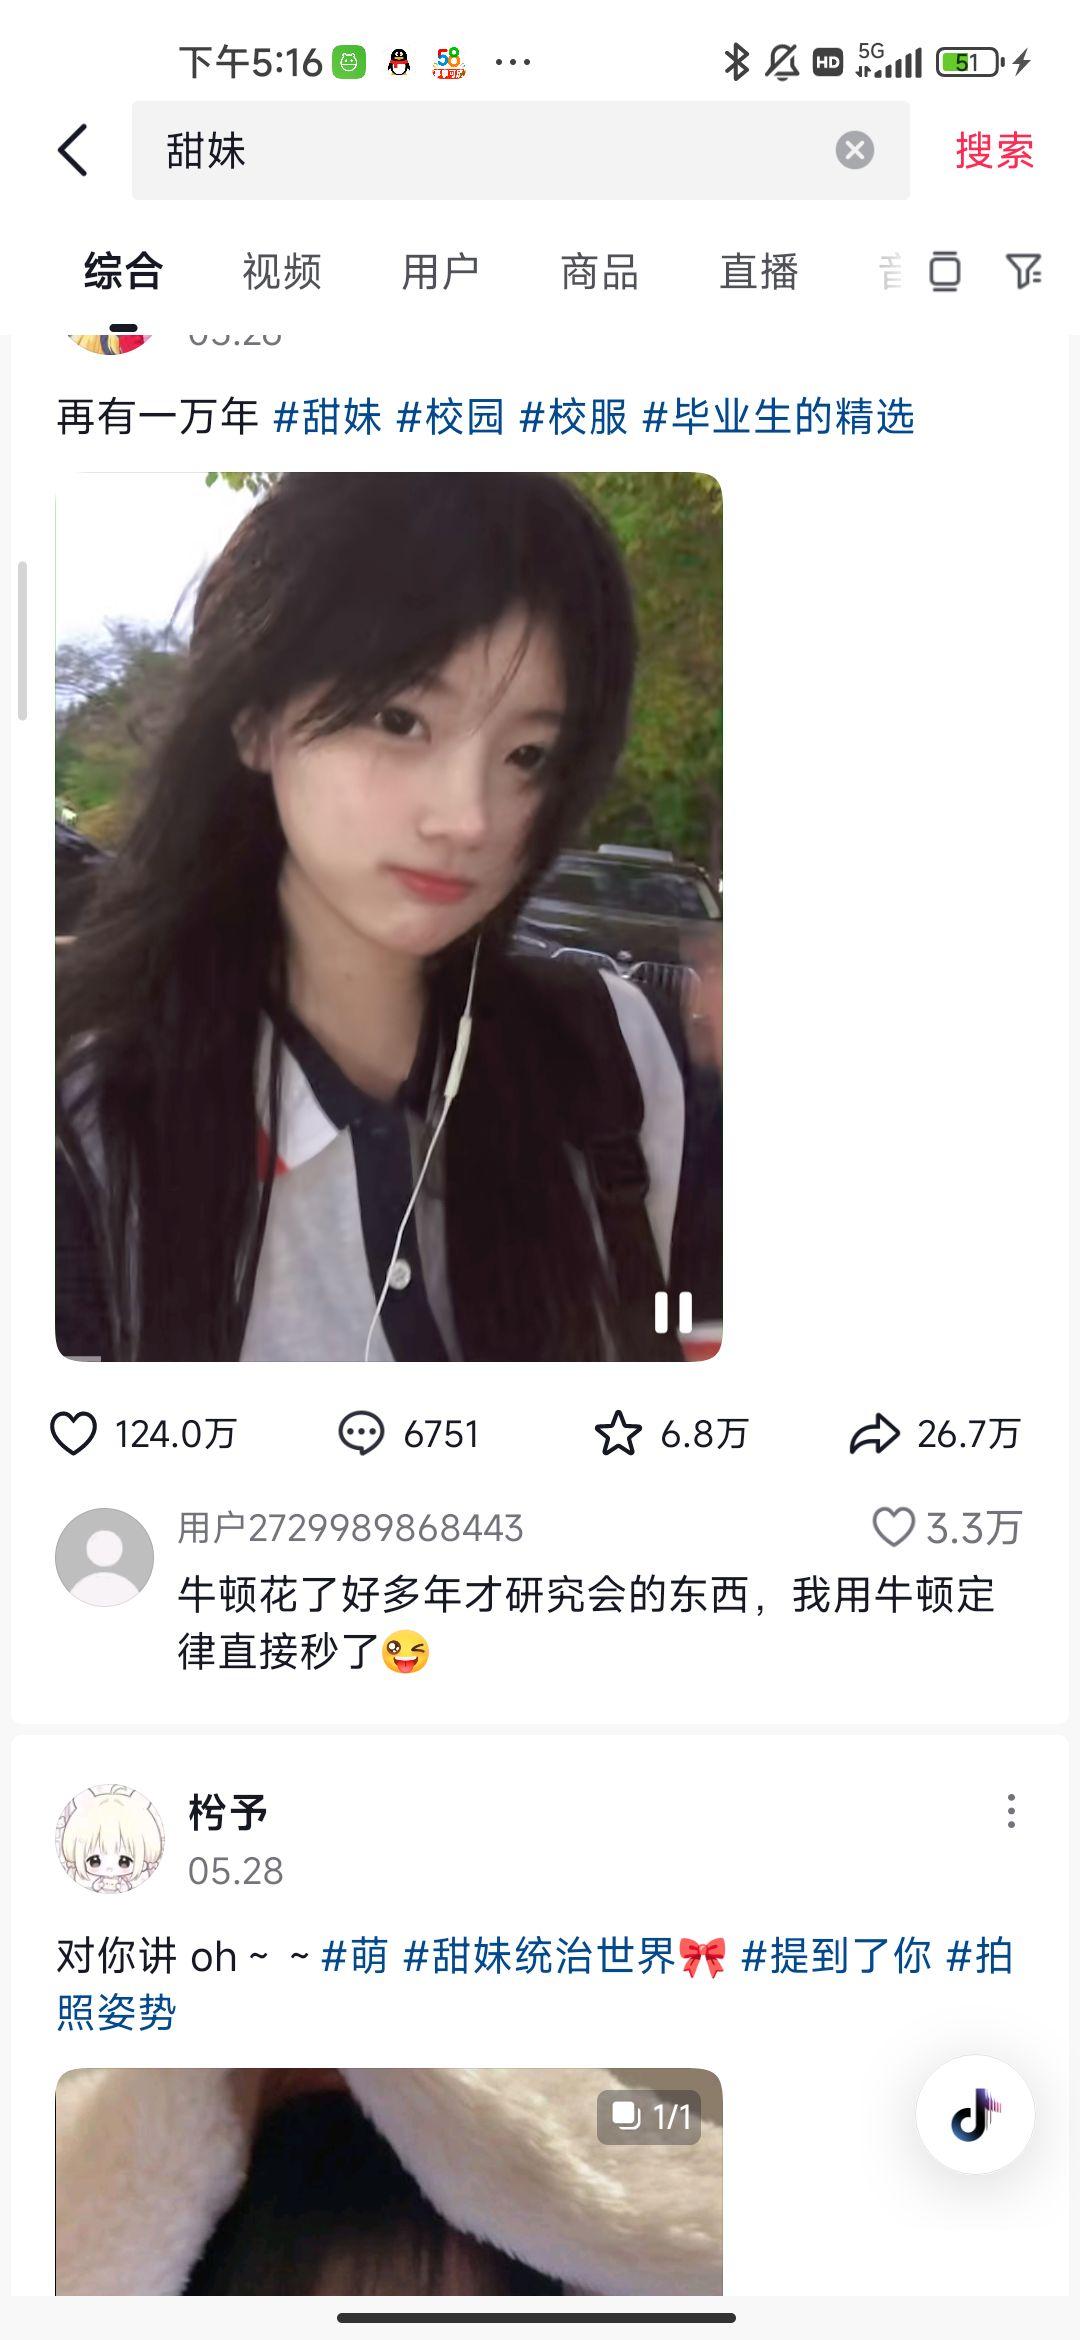 下午5:16
58
HD
5G
51
甜妹
搜索
综合
视频
用户
商品
直播
再有一万年 #甜妹 #校园 #校服 #毕业生的精选
124.0万
6751
6.8万
26.7万
用户2729989868443
3.3万
牛顿花了好多年才研究会的东西，我用牛顿定
律直接秒了😜
枔予
05.28
对你讲 oh ~ ~ #萌 #甜妹统治世界🎀 #提到了你 #拍
照姿势
1/1